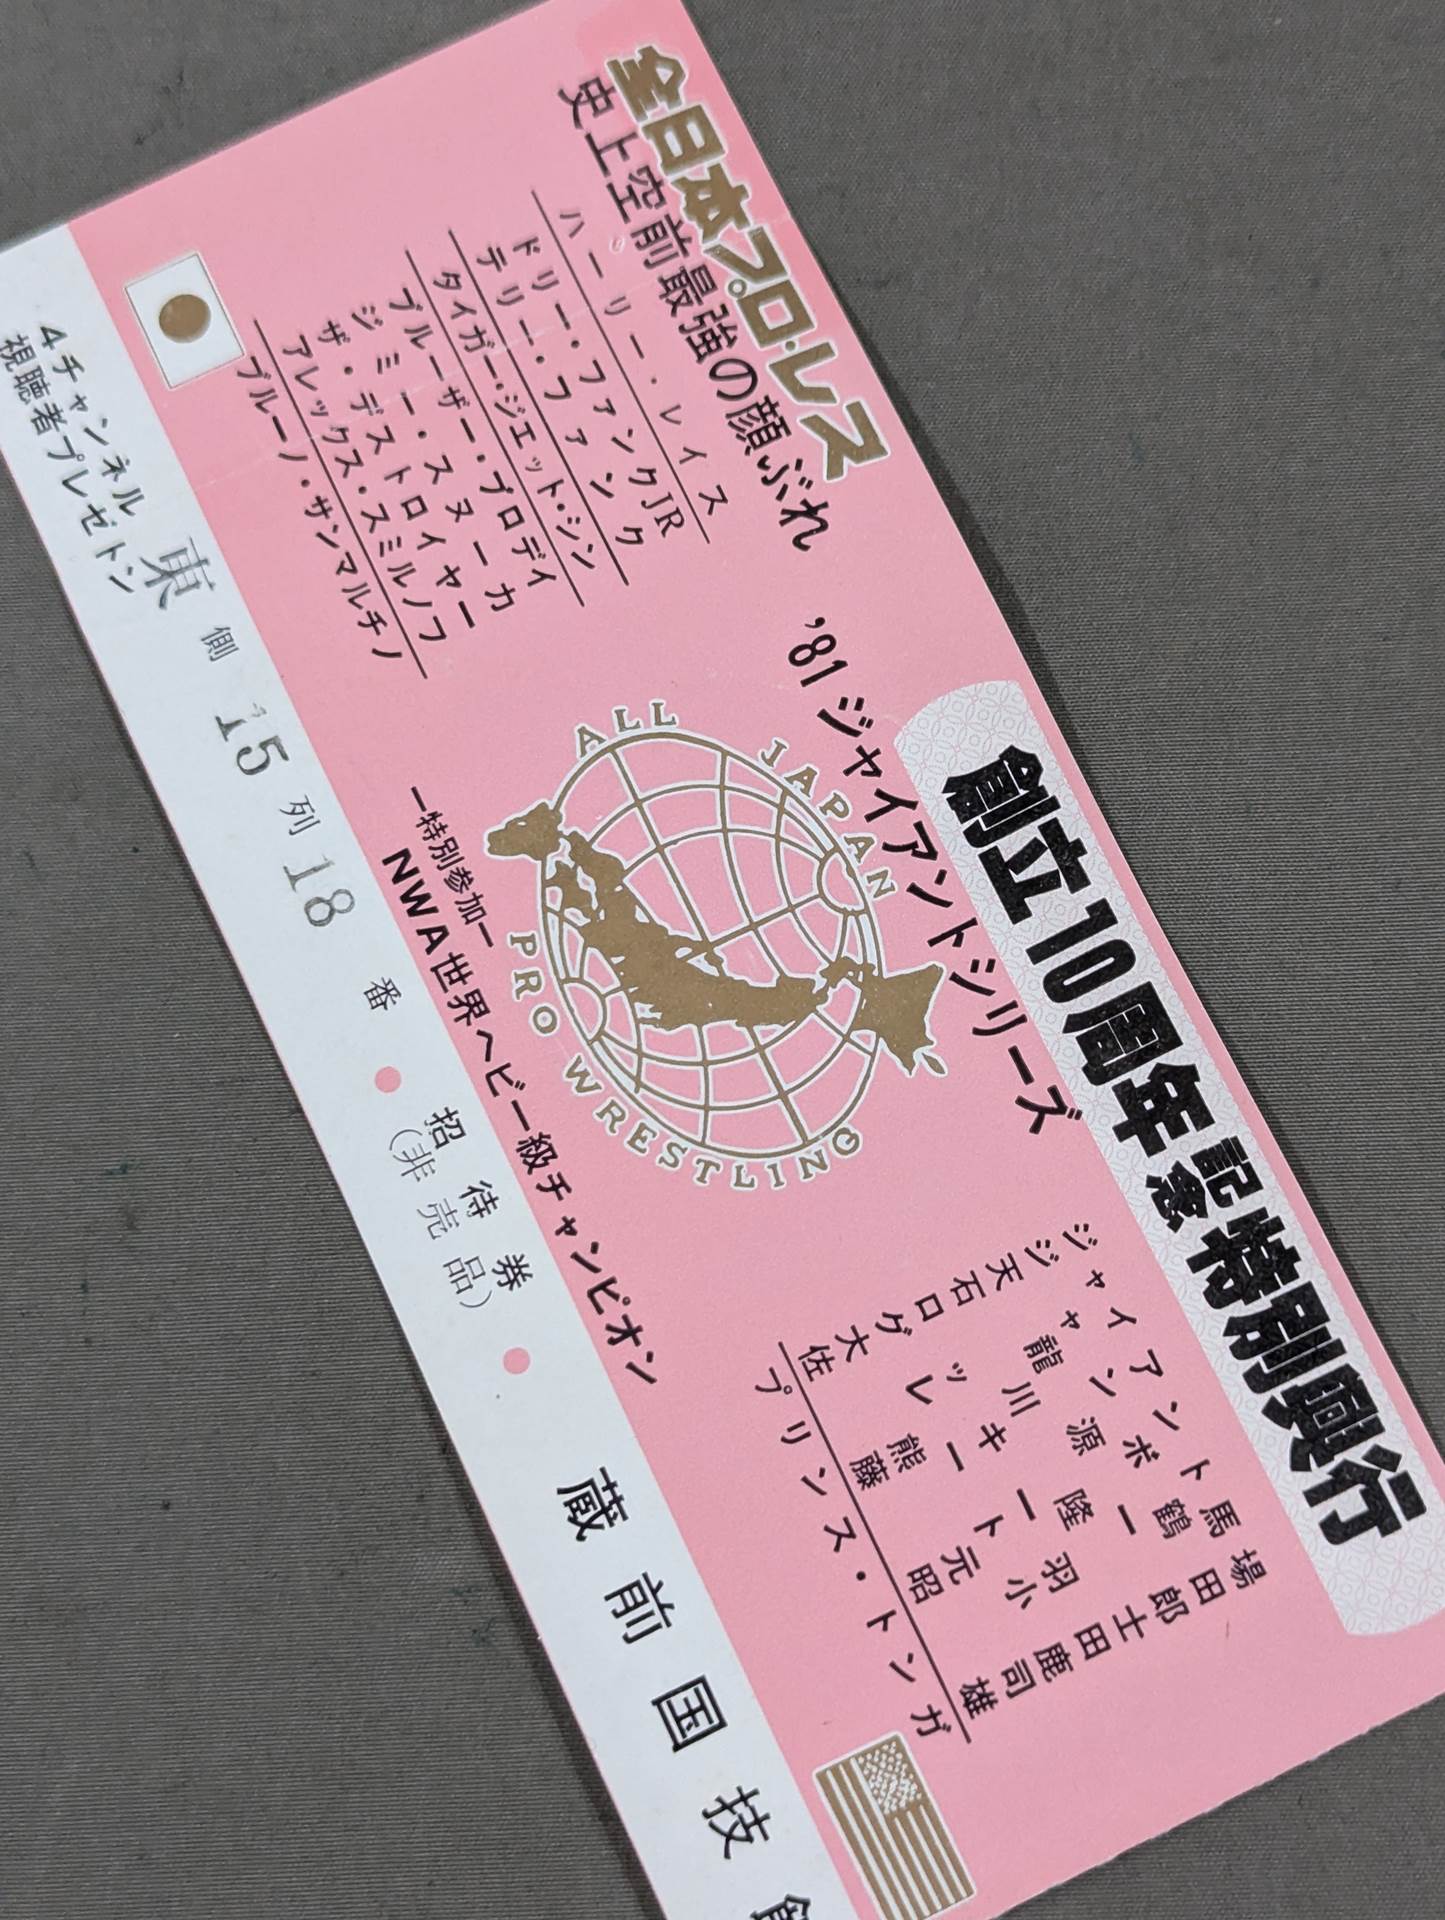 全日本プロ・レス
史上空前最強の顔ぶれ
ハーリー・レイス
ドリー・ファンクJR
テリー・ファンク
タイガー・ジェット・シン
ブルーザー・ブロディ
ジミー・スヌーカ
ザ・デストロイヤー
アレックス・スミルノフ
ブルーノ・サンマルチノ
創立10周年記念特別興行
'81 ジャイアントシリーズ
ALL JAPAN
PRO WRESTLING
ー特別参加ー
NWA世界ヘビー級チャンピオン
ジャイアント馬場
ジャンボ鶴田
天龍源一郎
石川隆士
ロッキー羽田
グレート小鹿
大熊元司
佐藤昭雄
プリンス・トンガ
4チャンネル
視聴者プレゼトン
東側 15列 18番
招待券
(非売品)
蔵前国技館